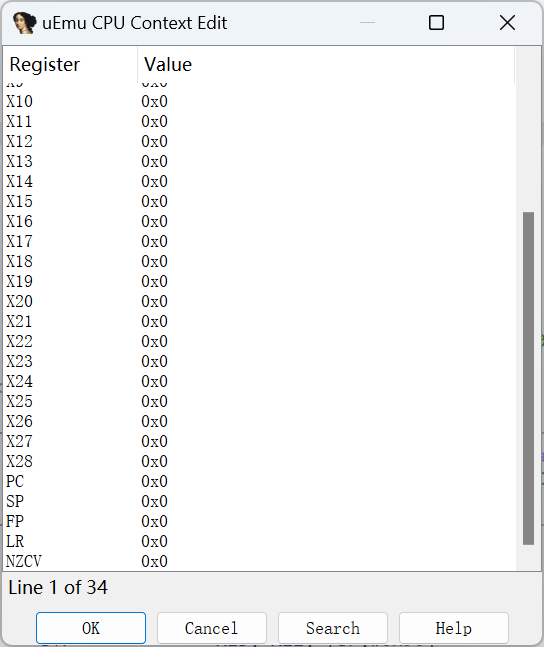 uEmu CPU Context Edit
Register Value
X10 0x0
X11 0x0
X12 0x0
X13 0x0
X14 0x0
X15 0x0
X16 0x0
X17 0x0
X18 0x0
X19 0x0
X20 0x0
X21 0x0
X22 0x0
X23 0x0
X24 0x0
X25 0x0
X26 0x0
X27 0x0
X28 0x0
PC 0x0
SP 0x0
FP 0x0
LR 0x0
NZCV 0x0
Line 1 of 34
OK Cancel Search Help